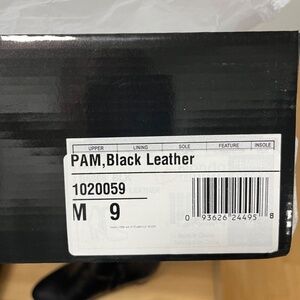 UPPER LINING SOLE FEATURE INSOLE
PAM,Black Leather
1020059
M 9
0 93626 24495 8